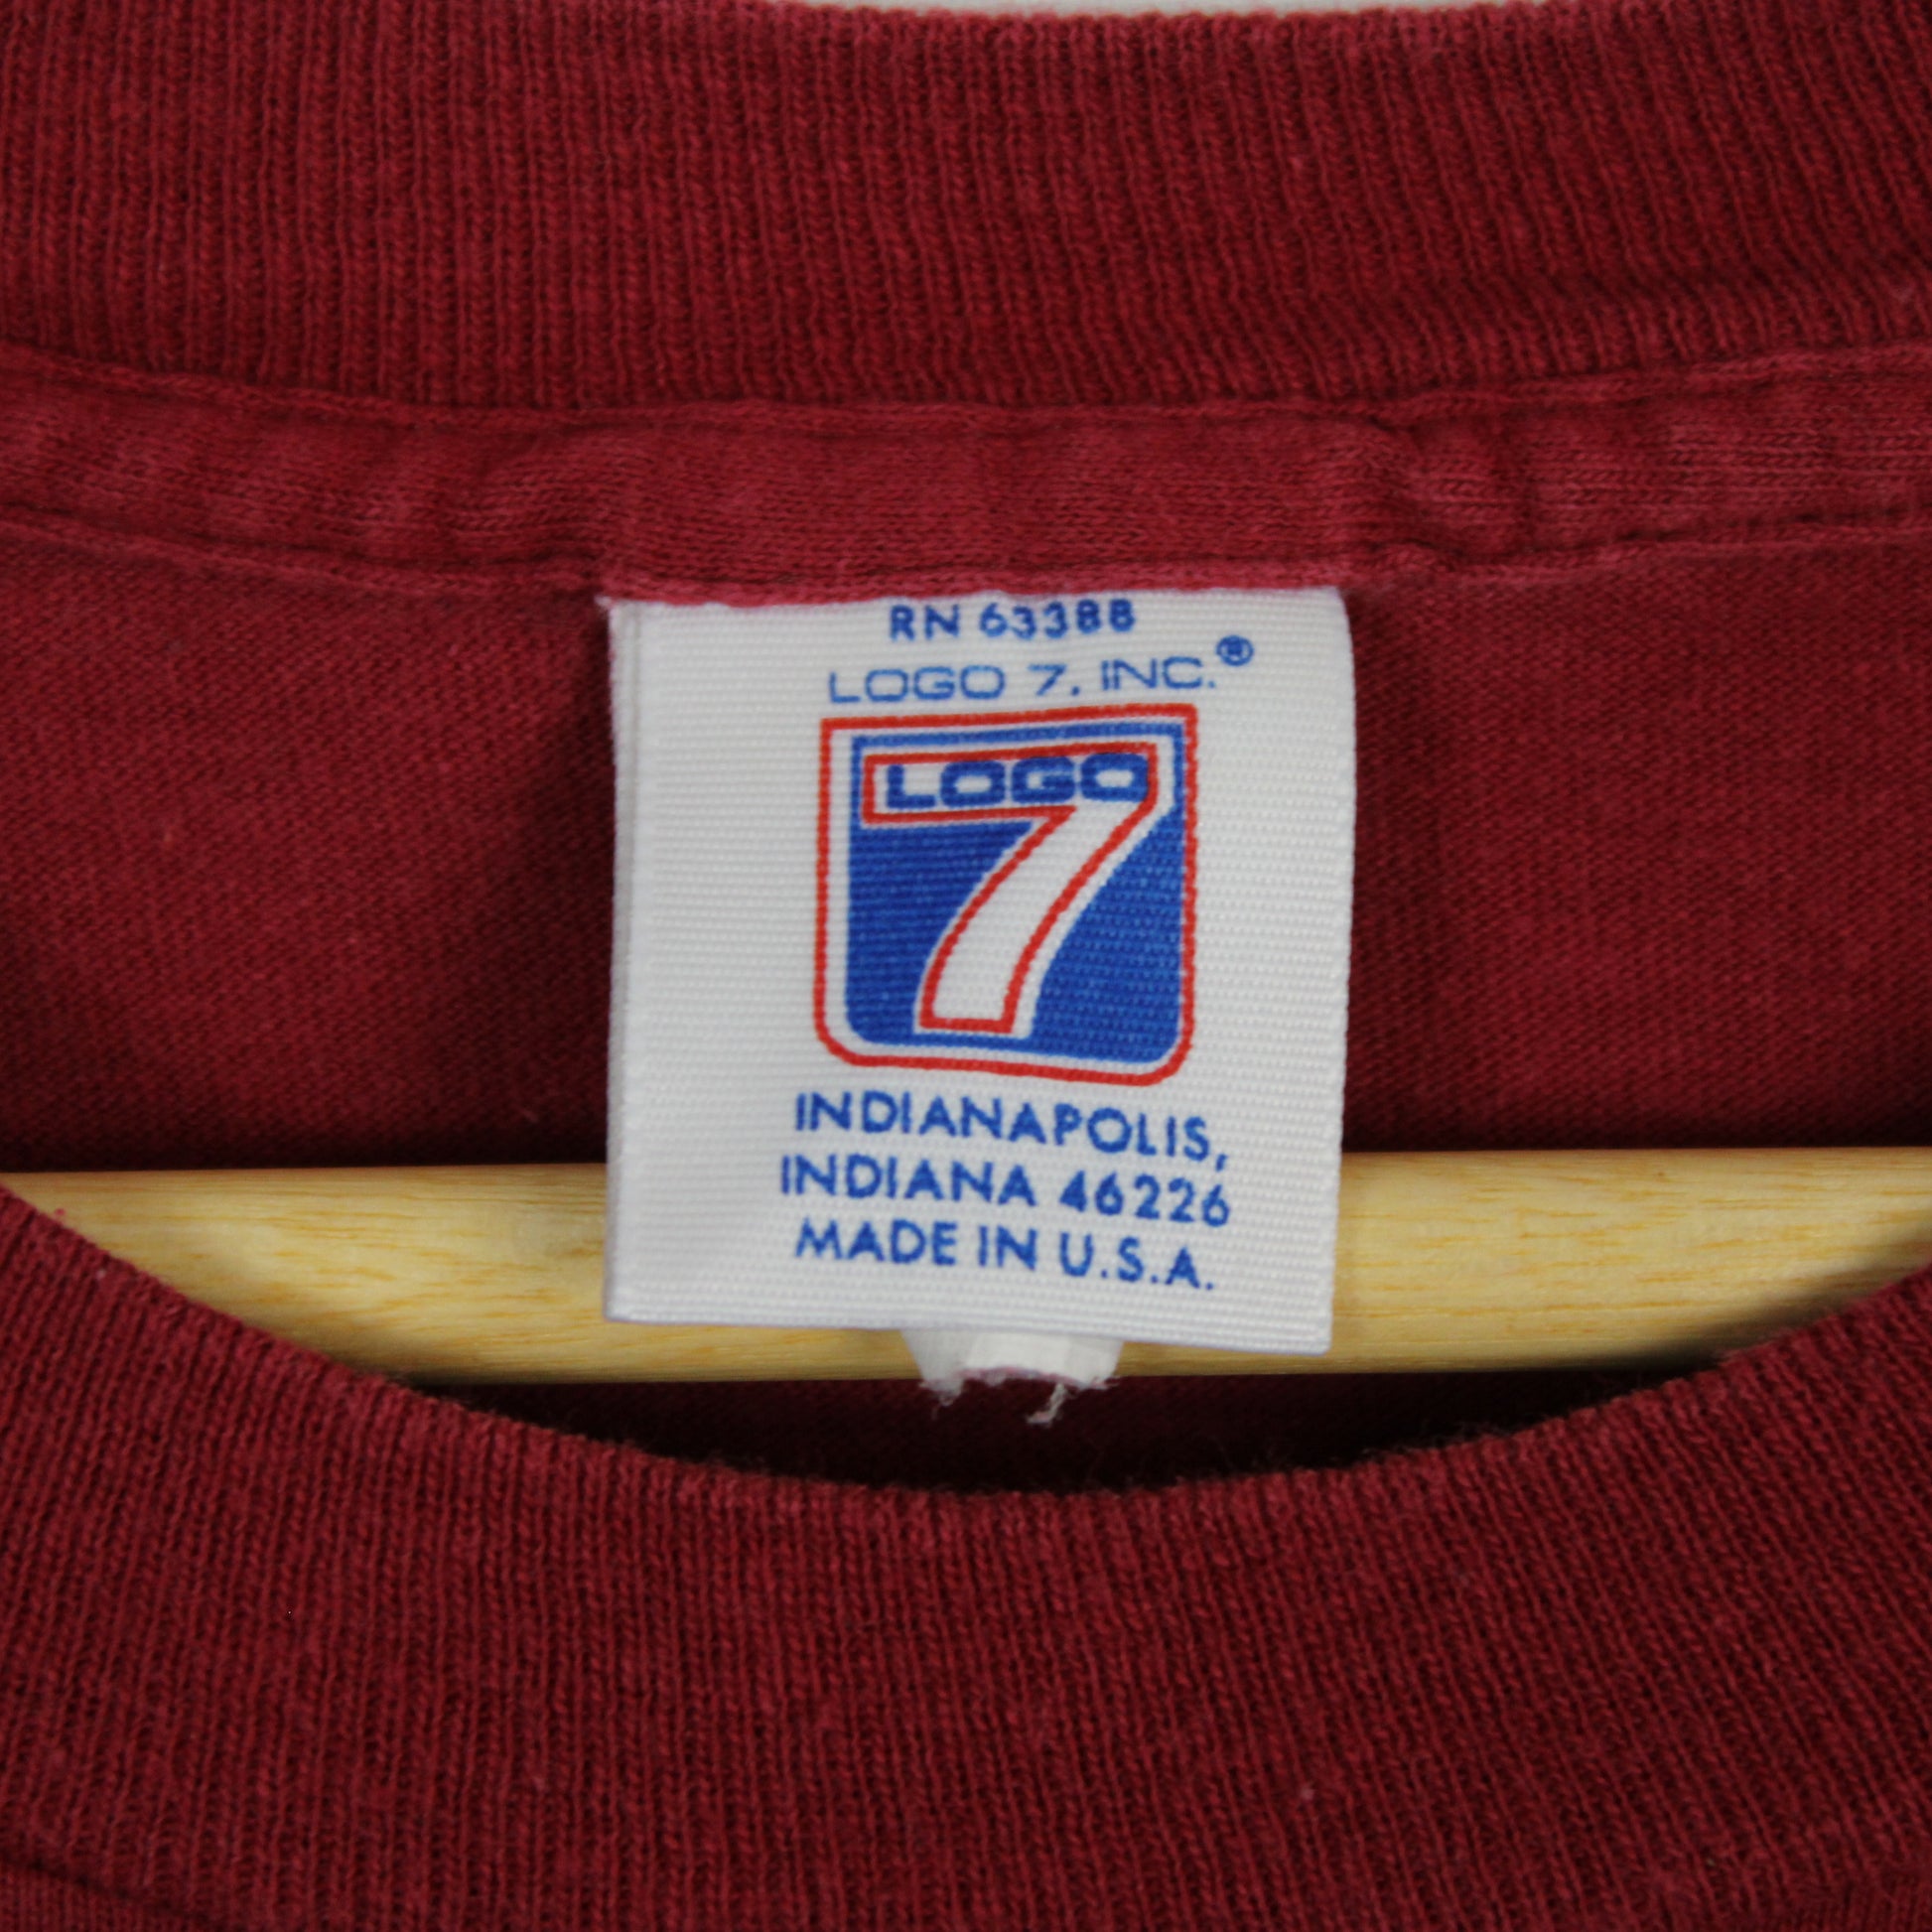 RN 63388
LOGO 7, INC.®
LOGO
7
INDIANAPOLIS,
INDIANA 46226
MADE IN U.S.A.